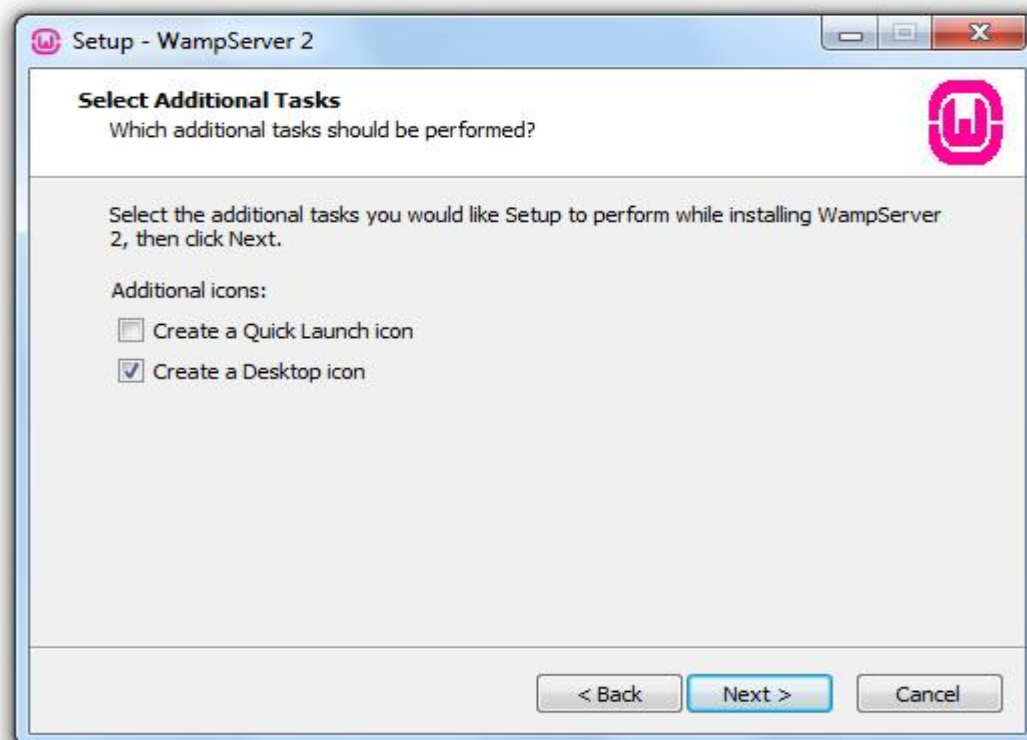 Setup - WampServer 2
Select Additional Tasks
Which additional tasks should be performed?
Select the additional tasks you would like Setup to perform while installing WampServer
2, then click Next.
Additional icons:
Create a Quick Launch icon
Create a Desktop icon
< Back Next > Cancel